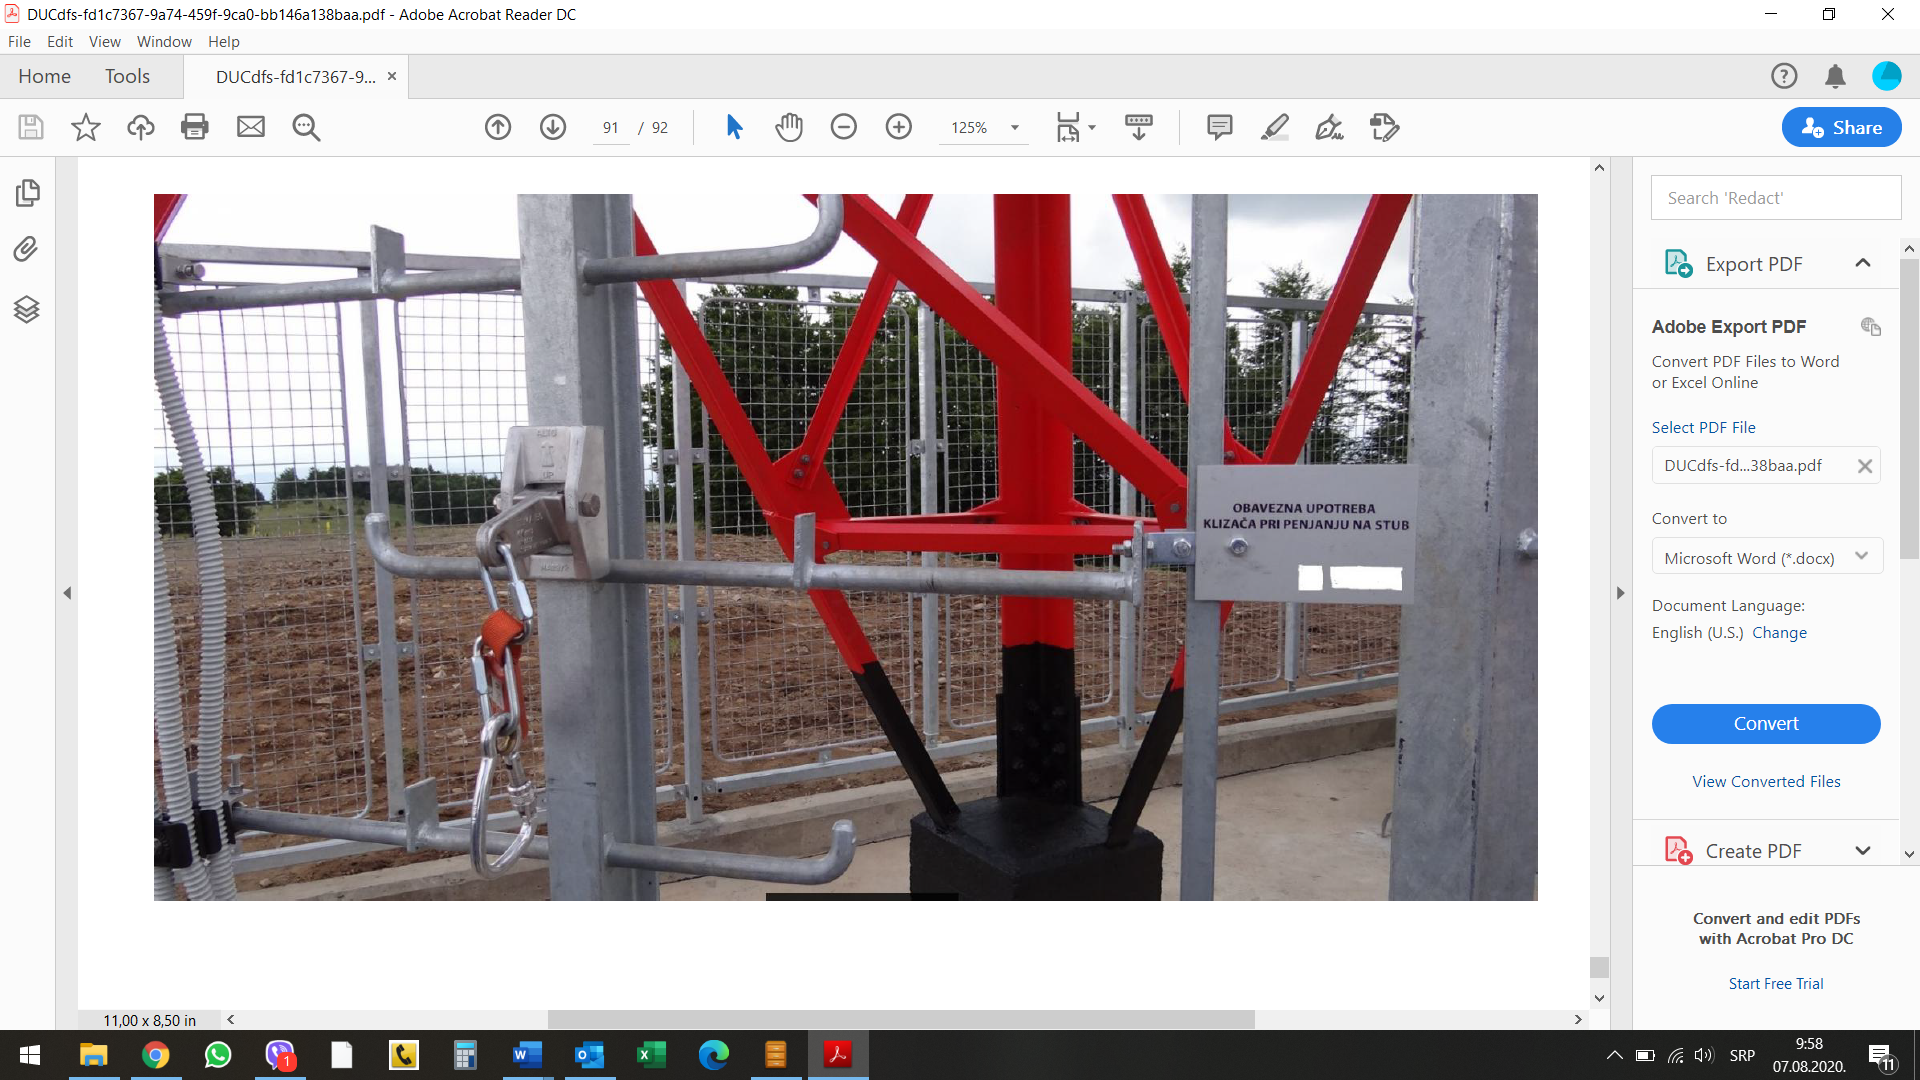 DUCdfs-fd1c7367-9a74-459f-9ca0-bb146a138baa.pdf - Adobe Acrobat Reader DC
File Edit View Window Help
Home Tools DUCdfs-fd1c7367-9...
91 / 92 125% Share
Search 'Redact'
Export PDF
Adobe Export PDF
Convert PDF Files to Word
or Excel Online
Select PDF File
DUCdfs-fd...38baa.pdf
Convert to
Microsoft Word (*.docx)
Document Language:
English (U.S.) Change
Convert
View Converted Files
Create PDF
Convert and edit PDFs
with Acrobat Pro DC
Start Free Trial
UP
OBAVEZNA UPOTREBA
KLIZAČA PRI PENJANJU NA STUB
11,00 x 8,50 in
1
SRP
9:58
07.08.2020.
11